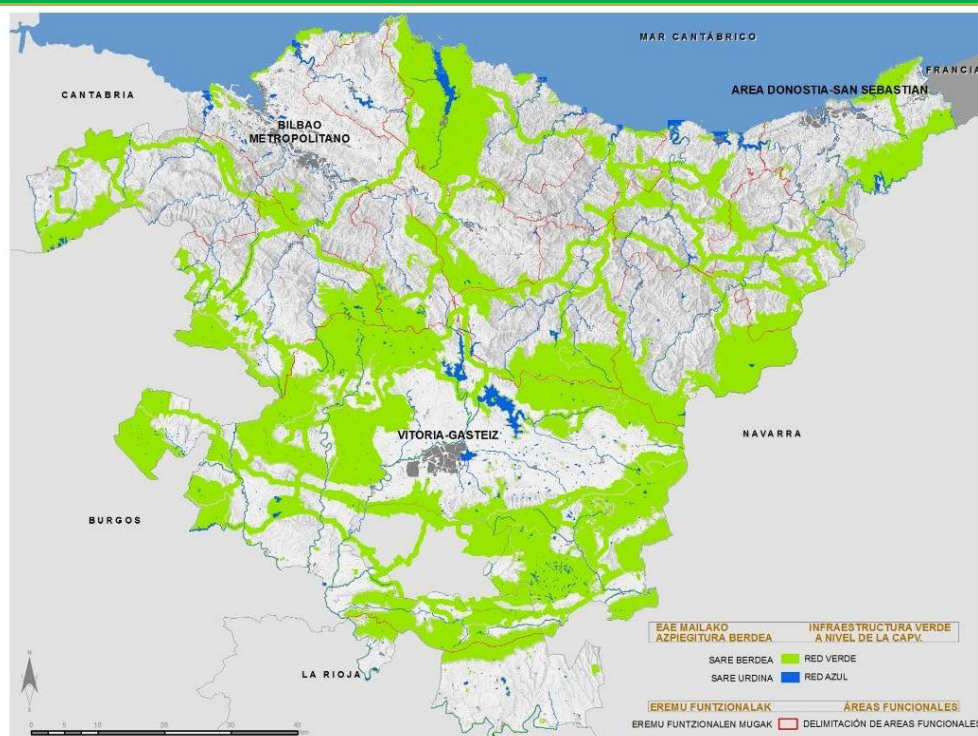 MAR CANTÁBRICO
FRANCIA
CANTABRIA
AREA DONOSTIA-SAN SEBASTIAN
BILBAO
METROPOLITANO
VITORIA-GASTEIZ
NAVARRA
BURGOS
LA RIOJA
EAE MAILAKO
AZPIEGITURA BERDEA
INFRAESTRUCTURA VERDE
A NIVEL DE LA CAPV.
SARE BERDEA RED VERDE
SARE URDINA RED AZUL
EREMU FUNTZIONALAK ÁREAS FUNCIONALES
EREMU FUNTZIONALEN MUGAK DELIMITACIÓN DE AREAS FUNCIONALES
N
0 5 10 20 30 40
km